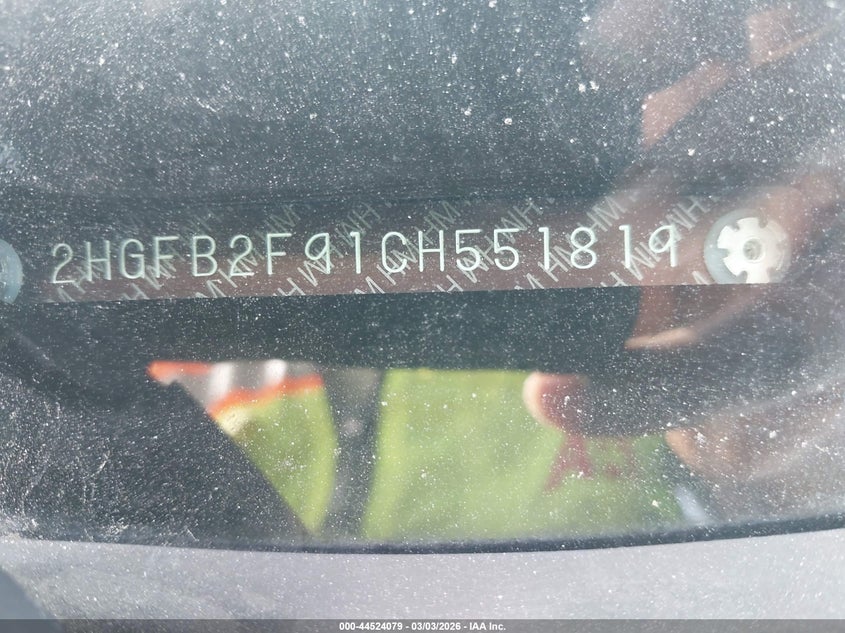 2HGFB2F91CH551819
000-44524079 - 03/03/2026 - IAA Inc.